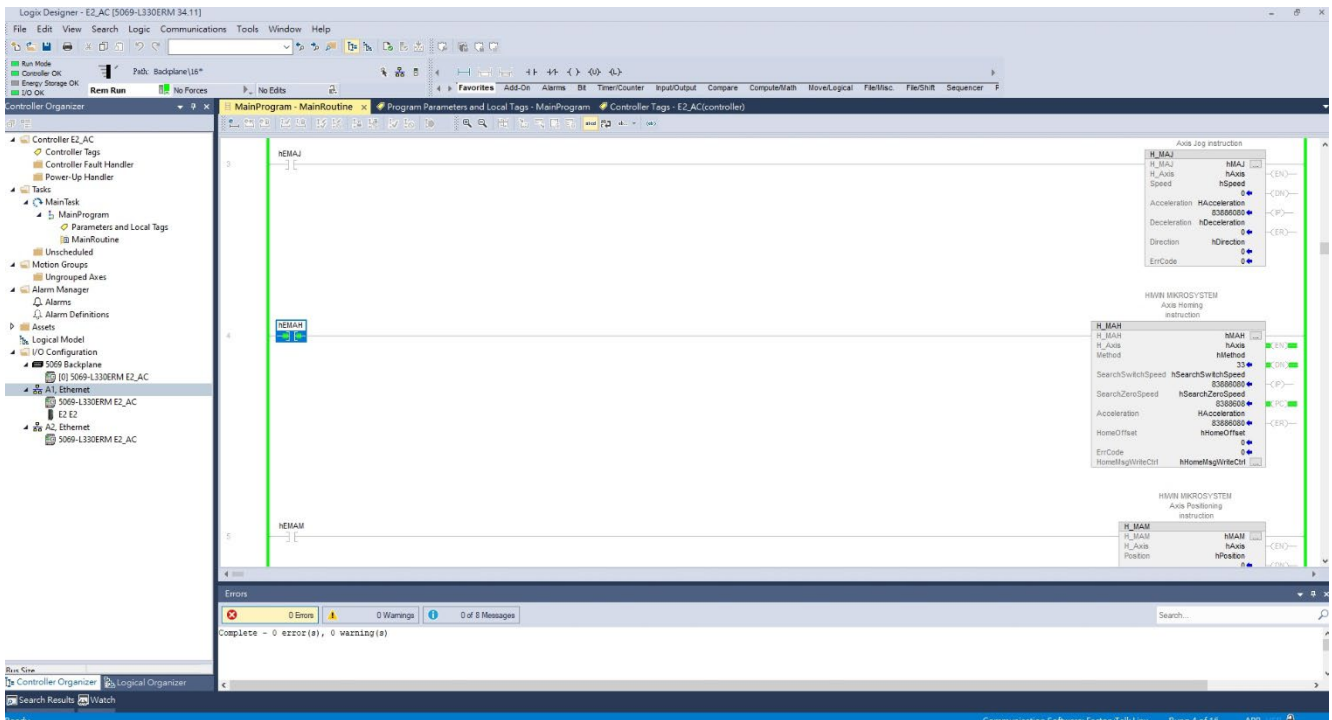 Logix Designer - E2_AC [5069-L330ERM 34.11]
File Edit View Search Logic Communications Tools Window Help
Run Mode
Controller OK
Energy Storage OK
I/O OK
Path: Backplane\16*
Rem Run No Forces No Edits
Favorites Add-On Alarms Bit Timer/Counter Input/Output Compare Compute/Math Move/Logical File/Misc. File/Shift Sequencer
Controller Organizer
MainProgram - MainRoutine Program Parameters and Local Tags - MainProgram Controller Tags - E2_AC(controller)
Controller E2_AC
Controller Tags
Controller Fault Handler
Power-Up Handler
Tasks
MainTask
MainProgram
Parameters and Local Tags
MainRoutine
Unscheduled
Motion Groups
Ungrouped Axes
Alarm Manager
Alarms
Alarm Definitions
Assets
Logical Model
I/O Configuration
5069 Backplane
[0] 5069-L330ERM E2_AC
A1, Ethernet
5069-L330ERM E2_AC
E2 E2
A2, Ethernet
5069-L330ERM E2_AC
Controller Organizer Logical Organizer
Search Results Watch
3
hEMAJ
Axis Jog instruction
H_MAJ
H_MAJ hMAJ
H_Axis hAxis (EN)
Speed hSpeed
0 (DN)
Acceleration HAcceleration
83886080 (IP)
Deceleration hDeceleration
0 (ER)
Direction hDirection
0
ErrCode 0
4
hEMAH
HIWIN MIKROSYSTEM
Axis Homing
instruction
H_MAH
H_MAH hMAH
H_Axis hAxis (EN)
Method hMethod
33 (DN)
SearchSwitchSpeed hSearchSwitchSpeed
83886080 (IP)
SearchZeroSpeed hSearchZeroSpeed
8388608 (PC)
Acceleration HAcceleration
83886080 (ER)
HomeOffset hHomeOffset
0
ErrCode 0
HomeMsgWriteCtrl hHomeMsgWriteCtrl
5
hEMAM
HIWIN MIKROSYSTEM
Axis Positioning
instruction
H_MAM
H_MAM hMAM
H_Axis hAxis (EN)
Position hPosition
0
Errors
0 Errors 0 Warnings 0 of 8 Messages Search...
Complete - 0 error(s), 0 warning(s)